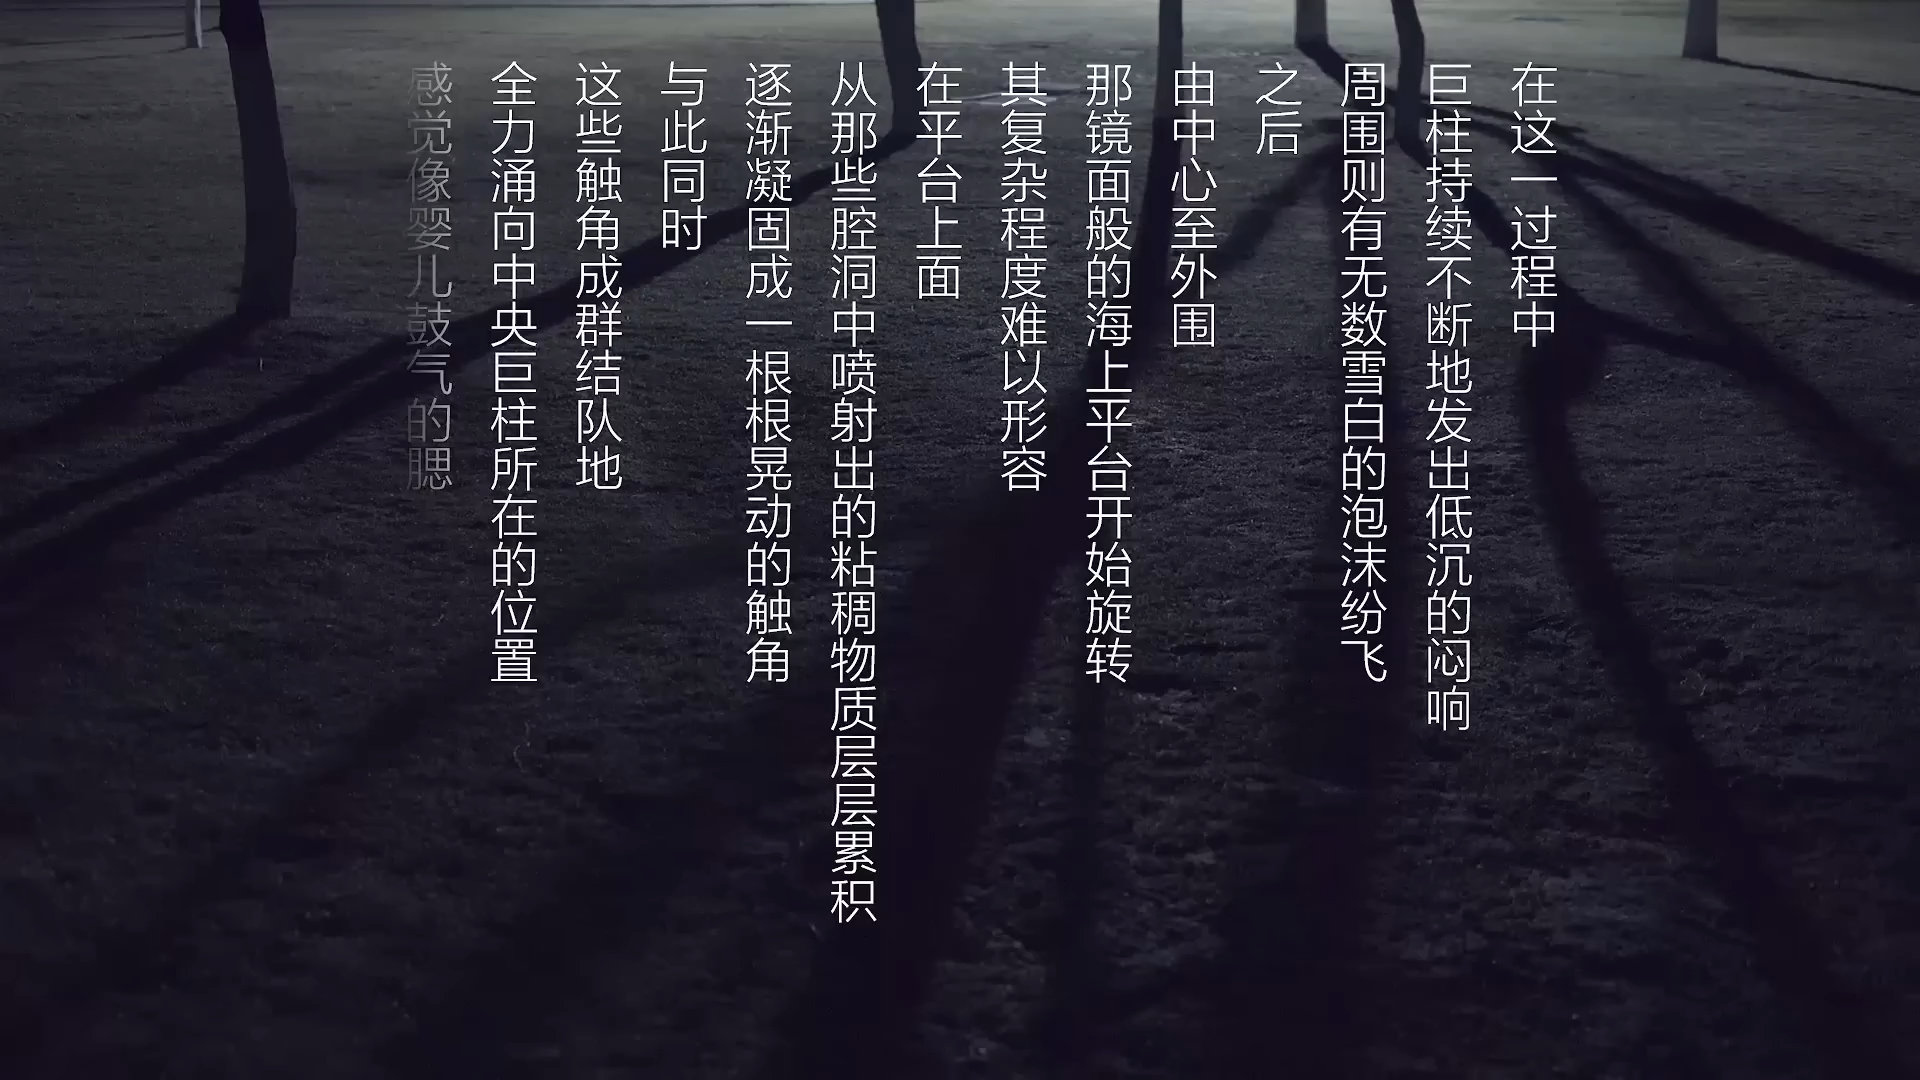 在这一过程中
巨柱持续不断地发出低沉的闷响
周围则有无数雪白的泡沫纷飞
之后
由中心至外围
那镜面般的海上平台开始旋转
其复杂程度难以形容
在平台上面
从那些腔洞中喷射出的粘稠物质层层累积
逐渐凝固成一根根晃动的触角
与此同时
这些触角成群结队地
全力涌向中央巨柱所在的位置
感觉像婴儿鼓气的腮